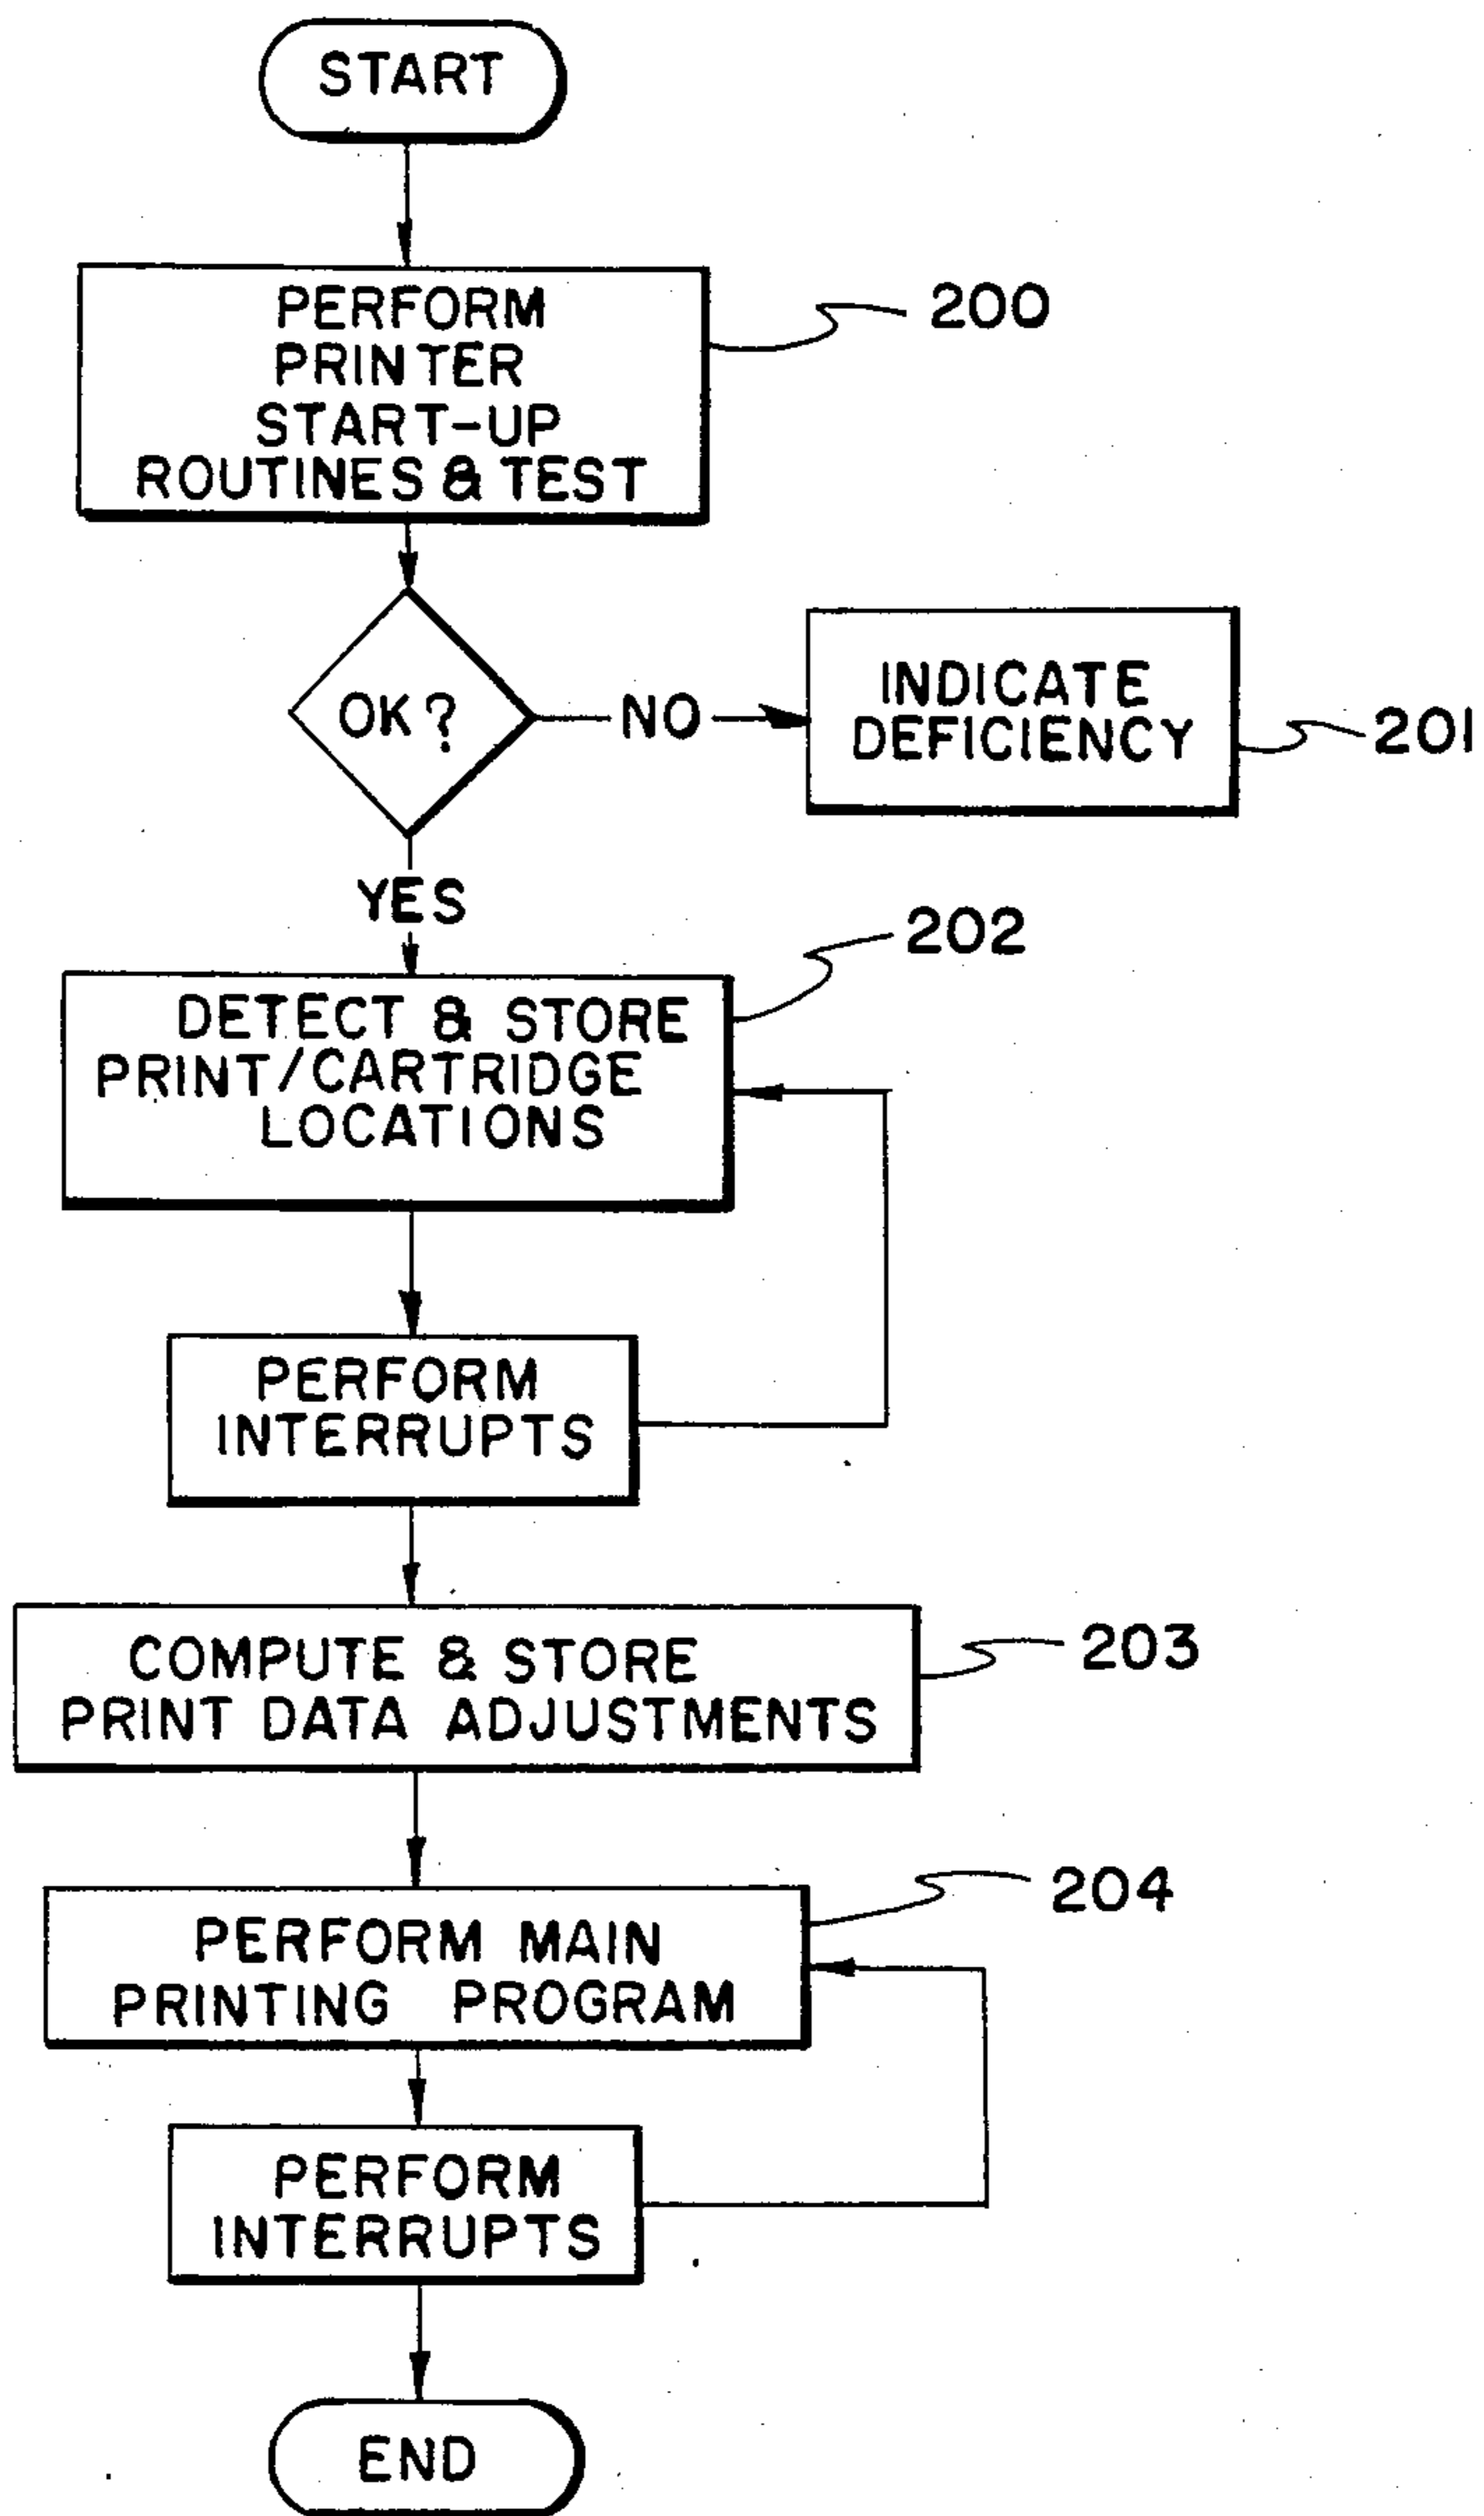 START
PERFORM
PRINTER
START-UP
ROUTINES & TEST
200
OK?
NO
INDICATE
DEFICIENCY
201
YES
202
DETECT & STORE
PRINT/CARTRIDGE
LOCATIONS
PERFORM
INTERRUPTS
COMPUTE & STORE
PRINT DATA ADJUSTMENTS
203
204
PERFORM MAIN
PRINTING PROGRAM
PERFORM
INTERRUPTS
END